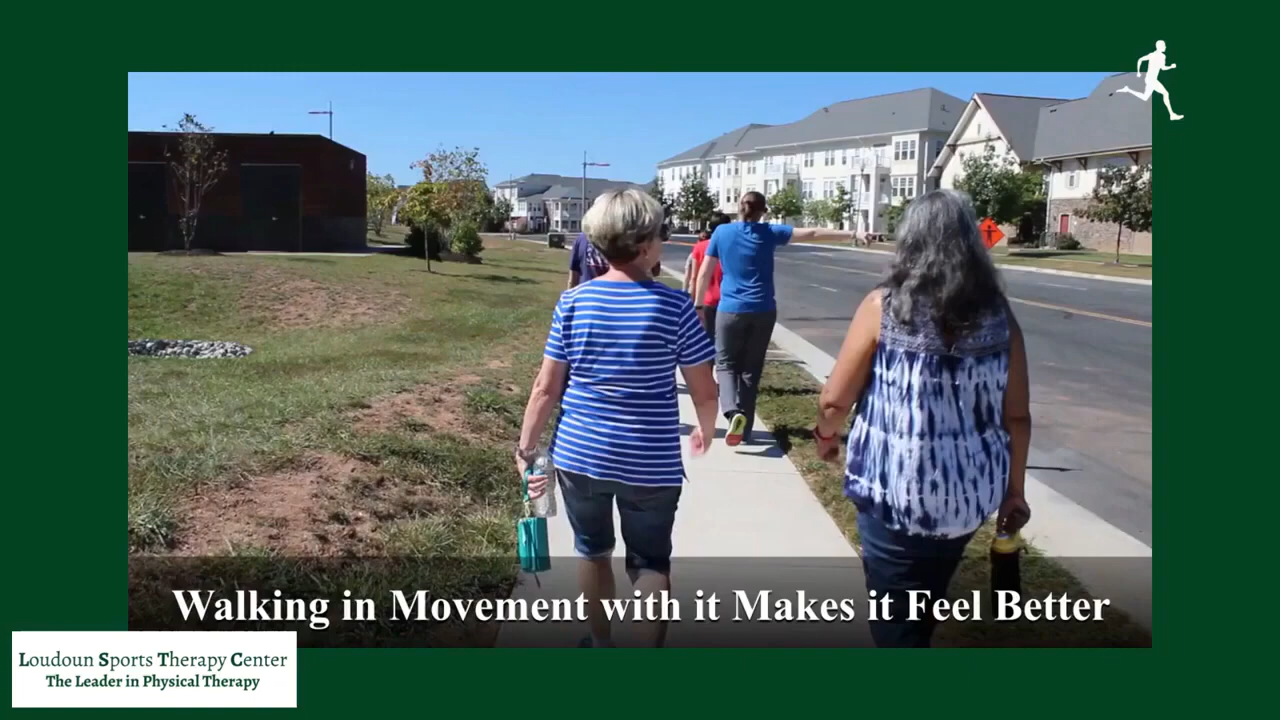 Walking in Movement with it Makes it Feel Better
Loudoun Sports Therapy Center
The Leader in Physical Therapy